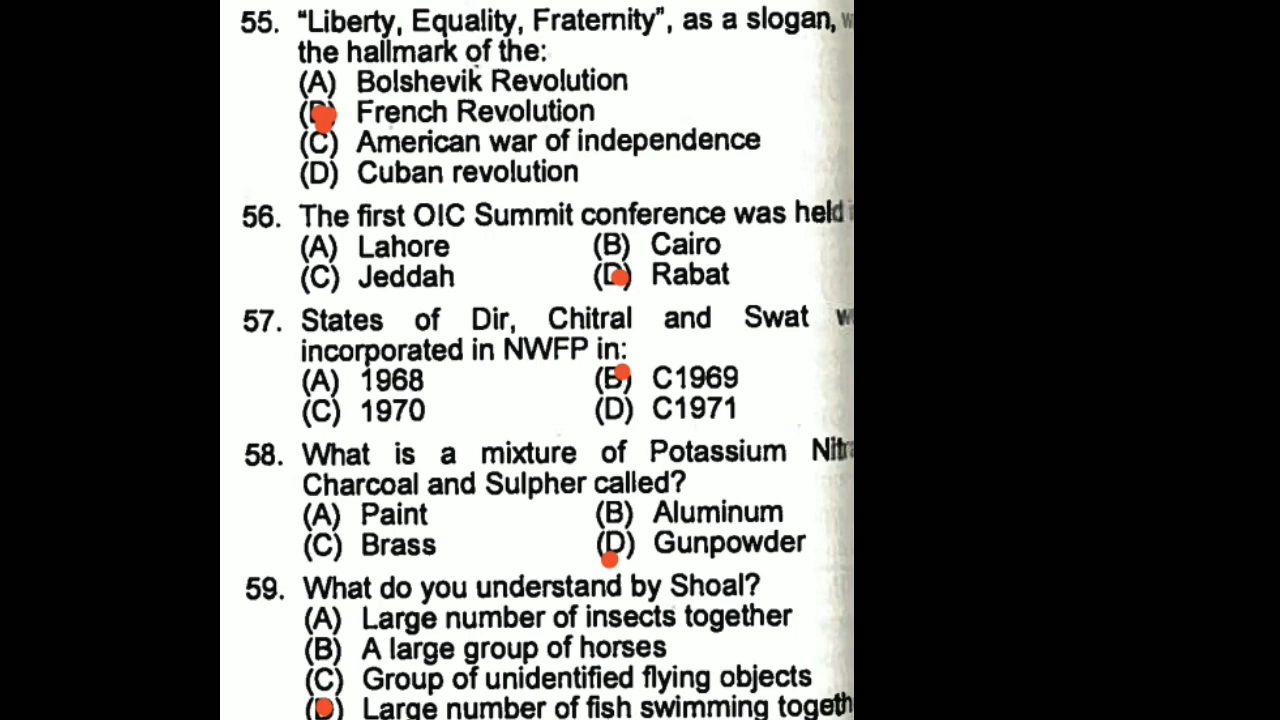 55. “Liberty, Equality, Fraternity”, as a slogan,
the hallmark of the:
(A) Bolshevik Revolution
(B) French Revolution
(C) American war of independence
(D) Cuban revolution
56. The first OIC Summit conference was held
(A) Lahore (B) Cairo
(C) Jeddah (D) Rabat
57. States of Dir, Chitral and Swat
incorporated in NWFP in:
(A) 1968 (B) C1969
(C) 1970 (D) C1971
58. What is a mixture of Potassium
Charcoal and Sulpher called?
(A) Paint (B) Aluminum
(C) Brass (D) Gunpowder
59. What do you understand by Shoal?
(A) Large number of insects together
(B) A large group of horses
(C) Group of unidentified flying objects
(D) Large number of fish swimming